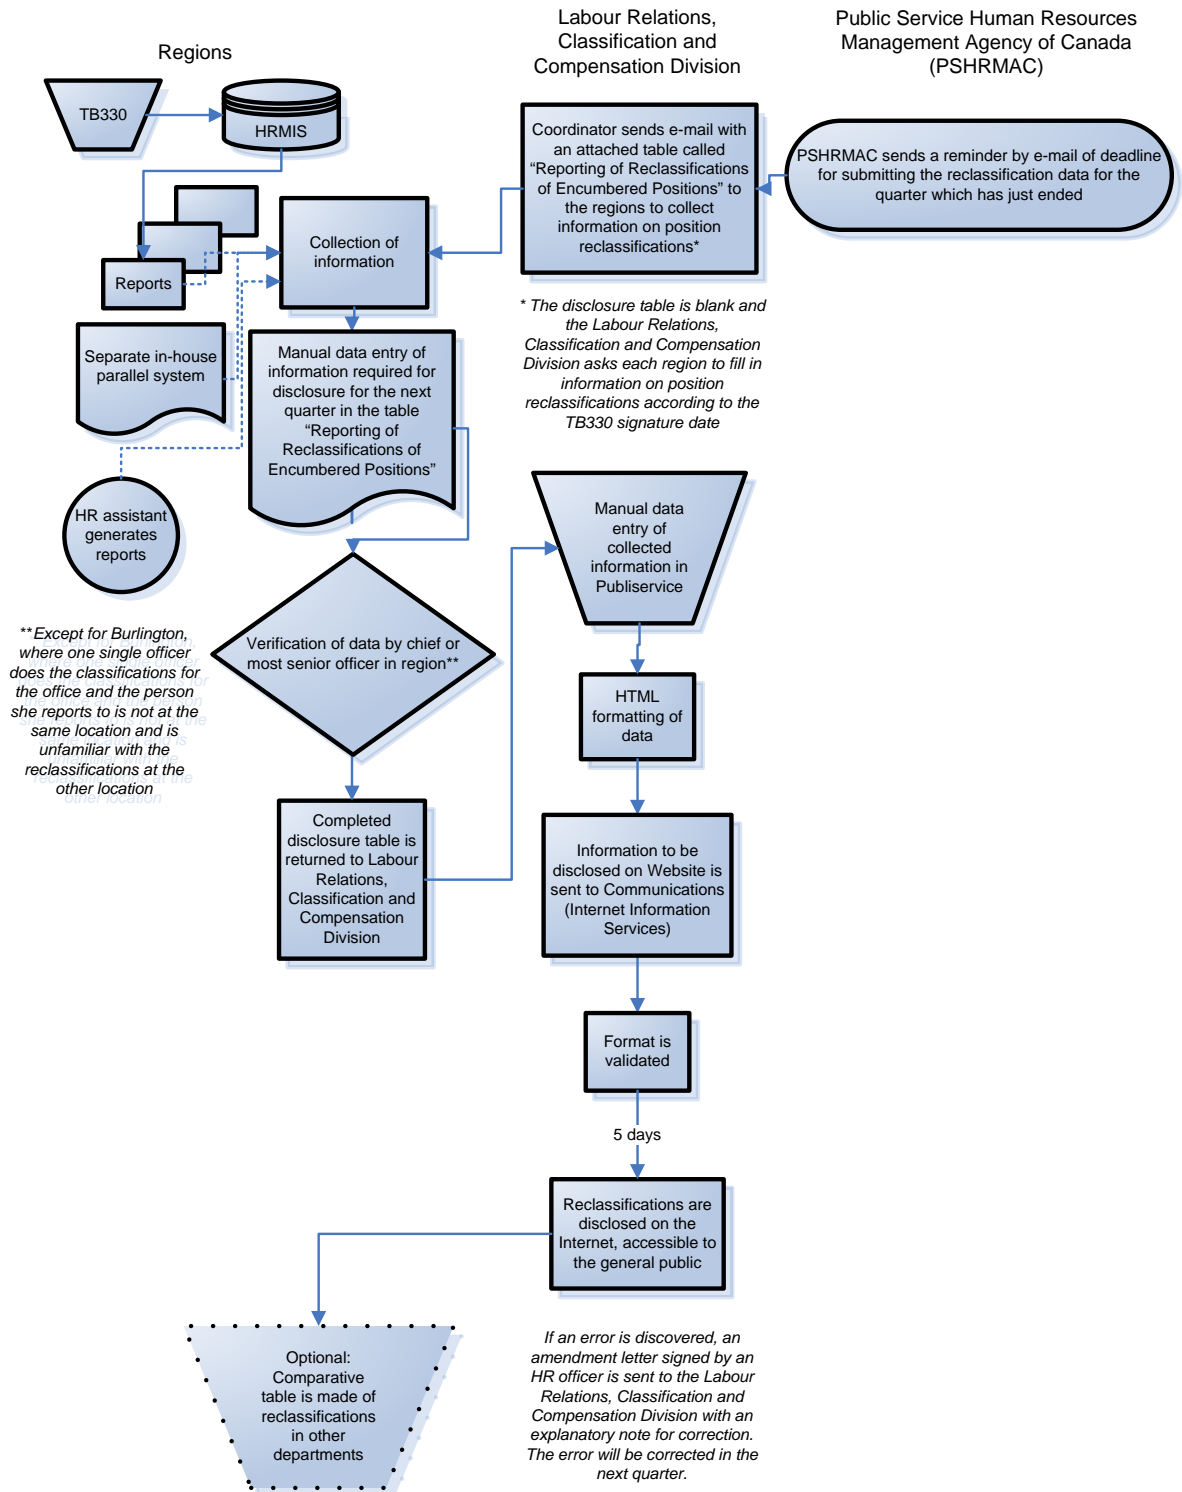 Regions
Labour Relations,
Classification and
Compensation Division
Public Service Human Resources
Management Agency of Canada
(PSHRMAC)
TB330
HRMIS
Coordinator sends e-mail with
an attached table called
“Reporting of Reclassifications
of Encumbered Positions” to
the regions to collect
information on position
reclassifications*
PSHRMAC sends a reminder by e-mail of deadline
for submitting the reclassification data for the
quarter which has just ended
Collection of
information
Reports
* The disclosure table is blank and
the Labour Relations,
Classification and Compensation
Division asks each region to fill in
information on position
reclassifications according to the
TB330 signature date
Separate in-house
parallel system
Manual data entry of
information required for
disclosure for the next
quarter in the table
“Reporting of
Reclassifications of
Encumbered Positions”
HR assistant
generates
reports
Manual data
entry of
collected
information in
Publiservice
**Except for Burlington,
where one single officer
does the classifications for
the office and the person
she reports to is not at the
same location and is
unfamiliar with the
reclassifications at the
other location
Verification of data by chief or
most senior officer in region**
HTML
formatting of
data
Completed
disclosure table is
returned to Labour
Relations,
Classification and
Compensation
Division
Information to be
disclosed on Website is
sent to Communications
(Internet Information
Services)
Format is
validated
5 days
Reclassifications are
disclosed on the
Internet, accessible to
the general public
Optional:
Comparative
table is made of
reclassifications
in other
departments
If an error is discovered, an
amendment letter signed by an
HR officer is sent to the Labour
Relations, Classification and
Compensation Division with an
explanatory note for correction.
The error will be corrected in the
next quarter.